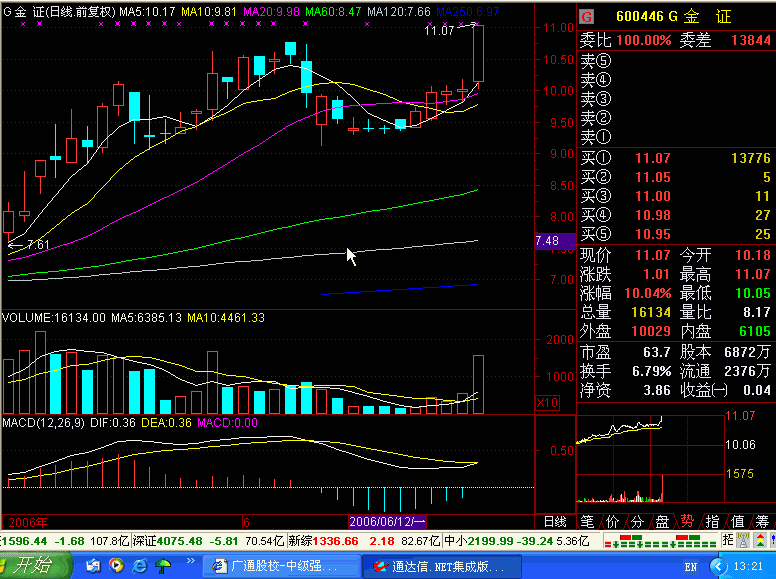 G金 证(日线.前复权) MA5:10.17 MA10:9.81 MA20:9.98 MA60:8.47 MA120:7.66 MA250:6.97
11.07
7.61
11.00
10.50
10.00
9.50
9.00
8.50
8.00
7.48
7.00
VOLUME:16134.00 MA5:6385.13 MA10:4461.33
2000
1000
X10
MACD(12,26,9) DIF:0.36 DEA:0.36 MACD:0.00
0.50
2006年 6 2006/06/12/一 日线
G 600446 G金 证
委比 100.00% 委差 13844
卖⑤
卖④
卖③
卖②
卖①
买① 11.07 13776
买② 11.05 5
买③ 11.00 11
买④ 10.98 27
买⑤ 10.95 25
现价 11.07 今开 10.18
涨跌 1.01 最高 11.07
涨幅 10.04% 最低 10.05
总量 16134 量比 8.17
外盘 10029 内盘 6105
市盈 63.7 股本 6872万
换手 6.79% 流通 2376万
净资 3.86 收益㈠ 0.04
11.07
10.06
1575
笔 价 分 盘 势 指 值 筹
1596.44 -1.68 107.8亿 深证 4075.48 -5.81 70.54亿 新综 1336.66 2.18 82.67亿 中小 2199.99 -39.24 5.36亿 招
开始 广通股校-中级强... 通达信.NET集成版... EN 13:21